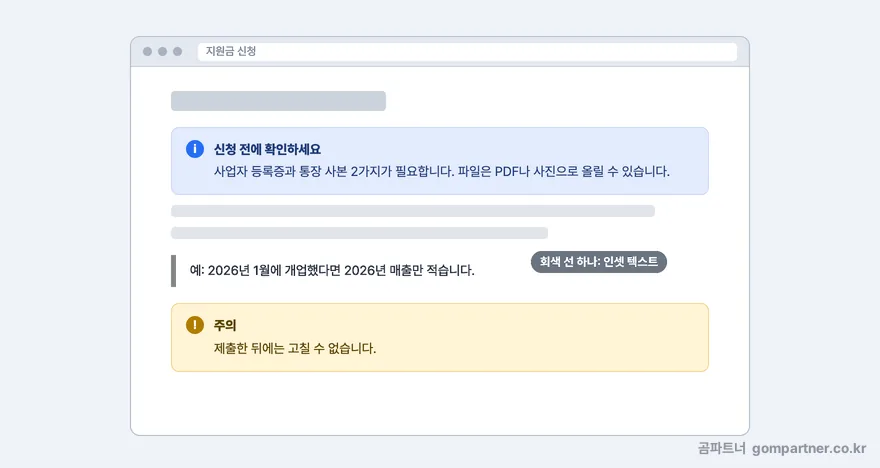 지원금 신청
신청 전에 확인하세요
사업자 등록증과 통장 사본 2가지가 필요합니다. 파일은 PDF나 사진으로 올릴 수 있습니다.
회색 선 하나: 인셋 텍스트
예: 2026년 1월에 개업했다면 2026년 매출만 적습니다.
주의
제출한 뒤에는 고칠 수 없습니다.
곰파트너 gompartner.co.kr